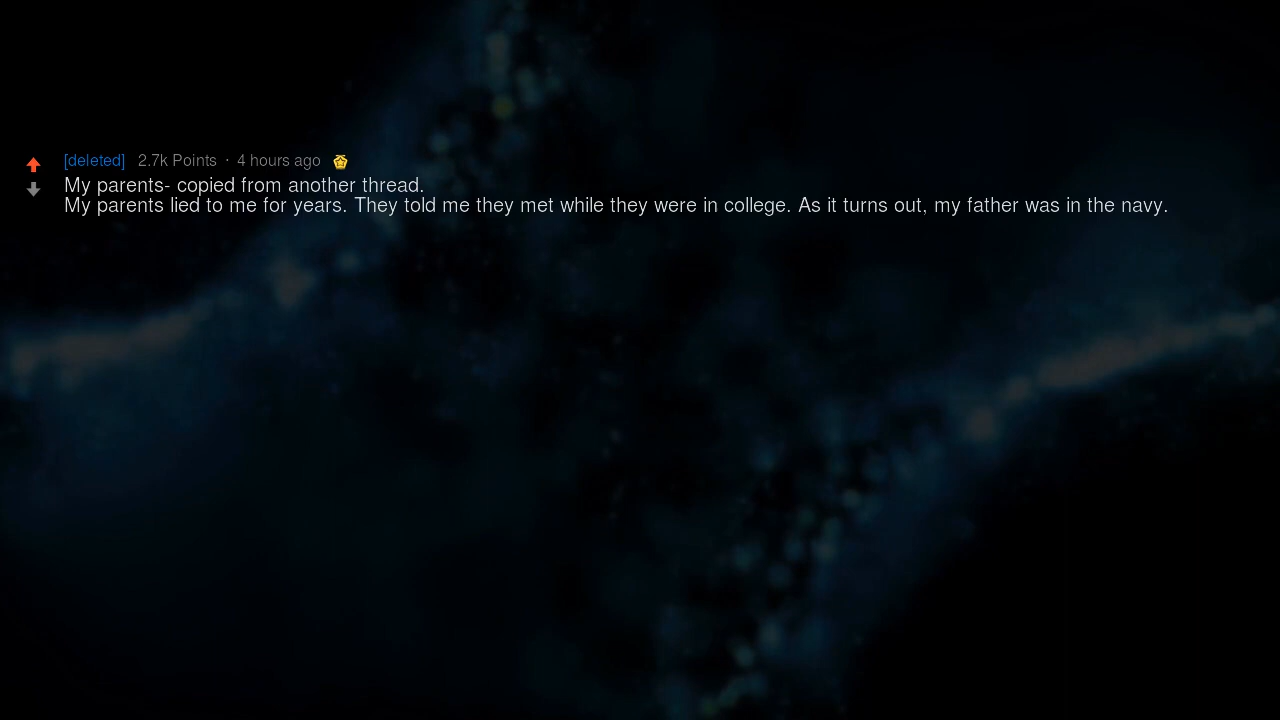 [deleted] 2.7k Points · 4 hours ago
My parents- copied from another thread.
My parents lied to me for years. They told me they met while they were in college. As it turns out, my father was in the navy.